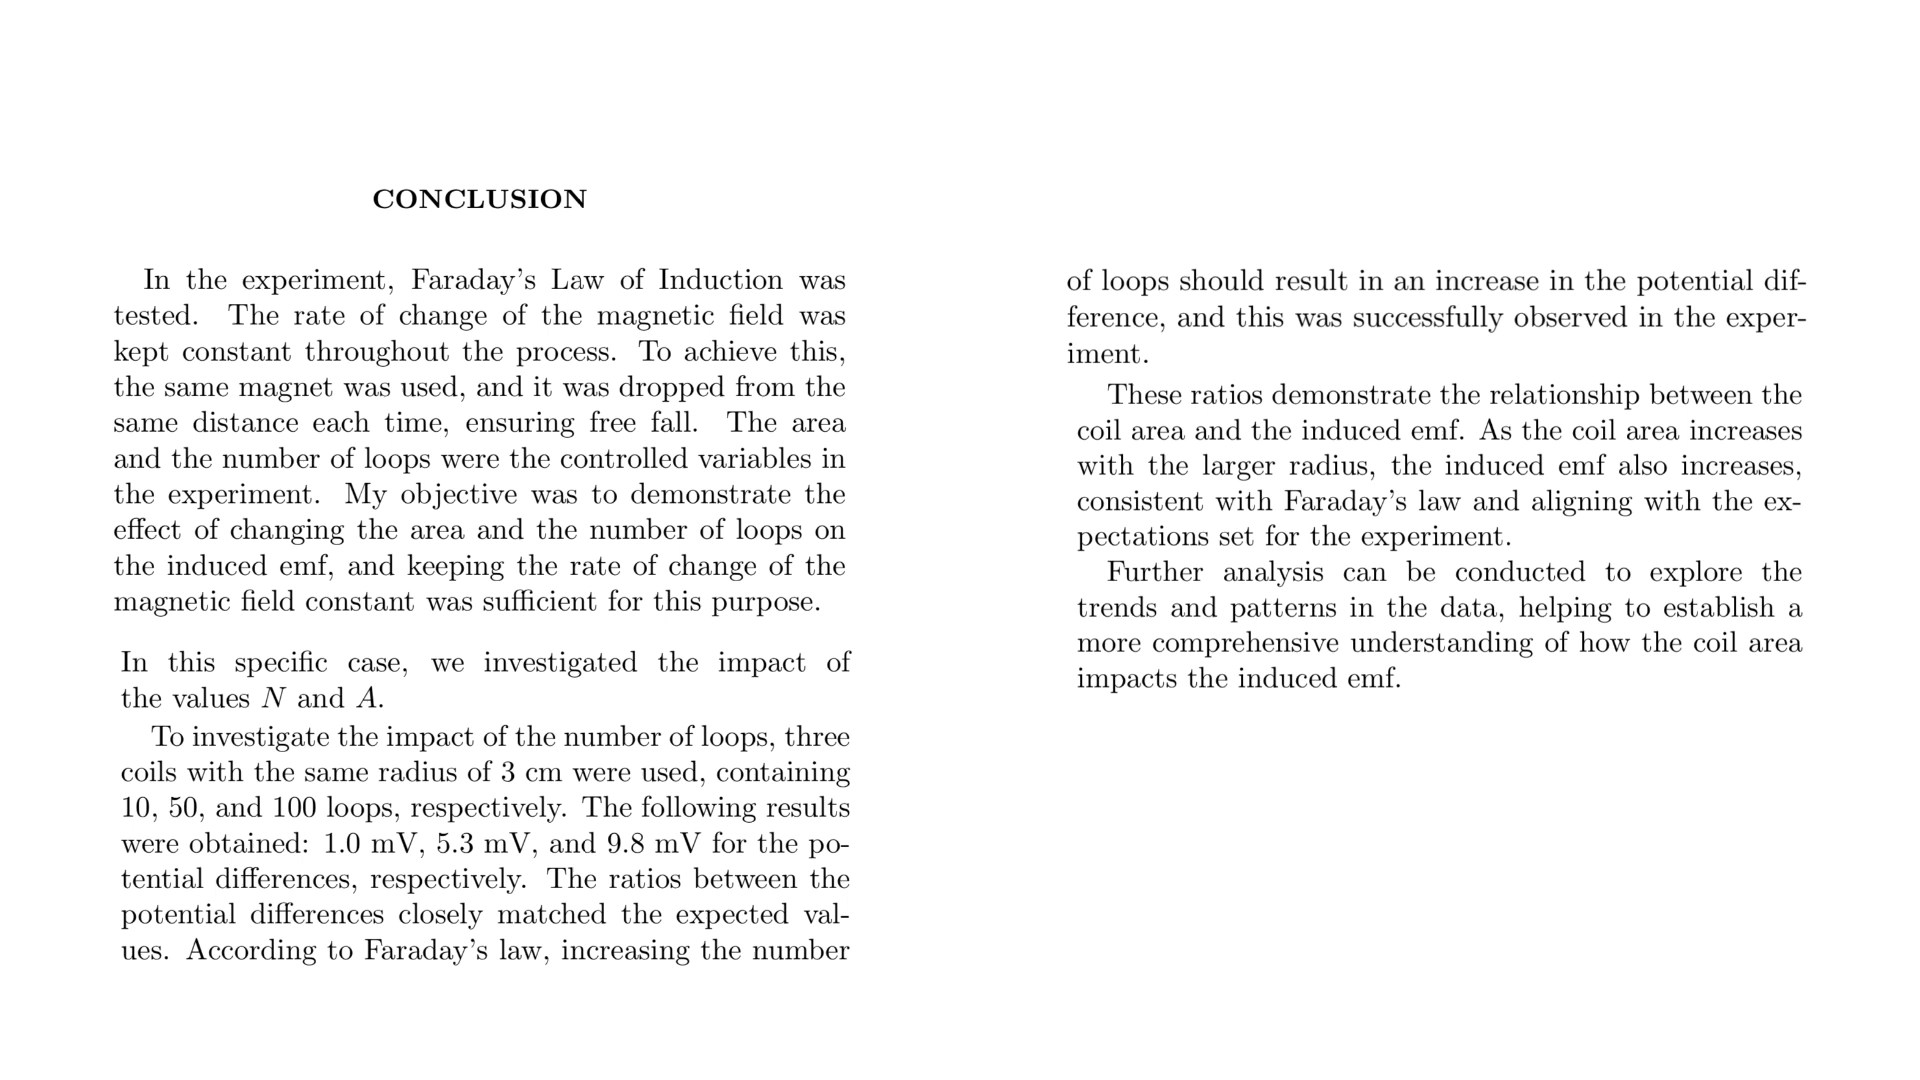 CONCLUSION
In the experiment, Faraday's Law of Induction was
tested. The rate of change of the magnetic field was
kept constant throughout the process. To achieve this,
the same magnet was used, and it was dropped from the
same distance each time, ensuring free fall. The area
and the number of loops were the controlled variables in
the experiment. My objective was to demonstrate the
effect of changing the area and the number of loops on
the induced emf, and keeping the rate of change of the
magnetic field constant was sufficient for this purpose.
In this specific case, we investigated the impact of
the values N and A.
To investigate the impact of the number of loops, three
coils with the same radius of 3 cm were used, containing
10, 50, and 100 loops, respectively. The following results
were obtained: 1.0 mV, 5.3 mV, and 9.8 mV for the po-
tential differences, respectively. The ratios between the
potential differences closely matched the expected val-
ues. According to Faraday's law, increasing the number
of loops should result in an increase in the potential dif-
ference, and this was successfully observed in the exper-
iment.
These ratios demonstrate the relationship between the
coil area and the induced emf. As the coil area increases
with the larger radius, the induced emf also increases,
consistent with Faraday's law and aligning with the ex-
pectations set for the experiment.
Further analysis can be conducted to explore the
trends and patterns in the data, helping to establish a
more comprehensive understanding of how the coil area
impacts the induced emf.